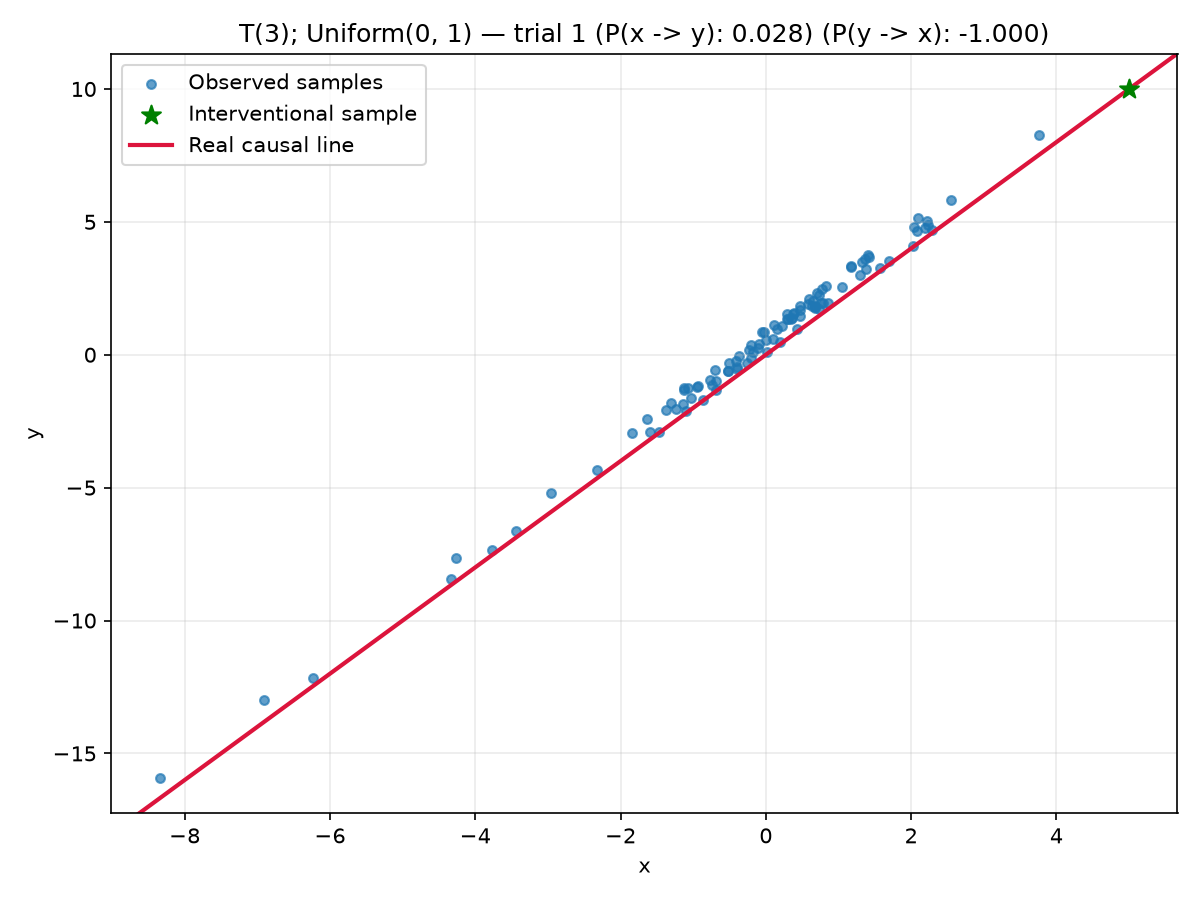 T(3); Uniform(0, 1) — trial 1 (P(x -> y): 0.028) (P(y -> x): -1.000)
Observed samples
Interventional sample
Real causal line
10
5
0
−5
−10
−15
y
−8 −6 −4 −2 0 2 4
x